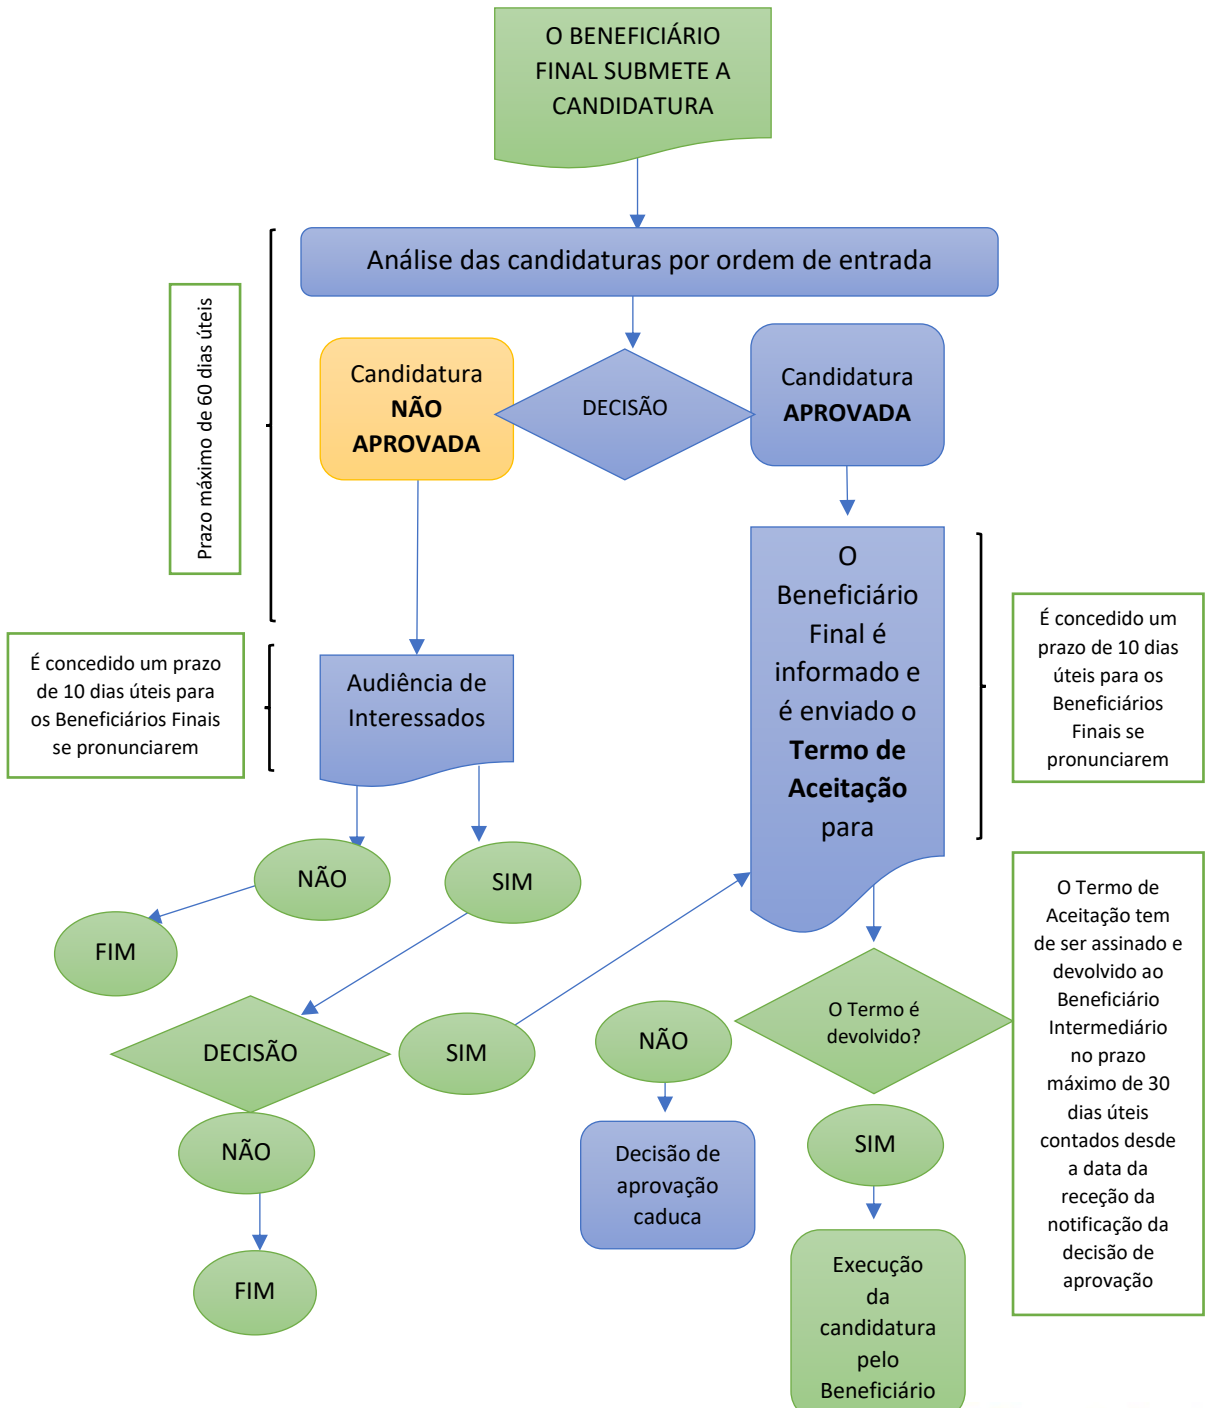 O BENEFICIÁRIO
FINAL SUBMETE A
CANDIDATURA
Análise das candidaturas por ordem de entrada
Prazo máximo de 60 dias úteis
Candidatura
NÃO
APROVADA
DECISÃO
Candidatura
APROVADA
O
Beneficiário
Final é
informado e
é enviado o
Termo de
Aceitação
para
É concedido um
prazo de 10 dias
úteis para os
Beneficiários
Finais se
pronunciarem
É concedido um prazo
de 10 dias úteis para
os Beneficiários Finais
se pronunciarem
Audiência de
Interessados
NÃO
SIM
FIM
DECISÃO
SIM
NÃO
O Termo é
devolvido?
O Termo de
Aceitação tem
de ser assinado e
devolvido ao
Beneficiário
Intermediário
no prazo
máximo de 30
dias úteis
contados desde
a data da
receção da
notificação da
decisão de
aprovação
NÃO
FIM
Decisão de
aprovação
caduca
SIM
Execução
da
candidatura
pelo
Beneficiário